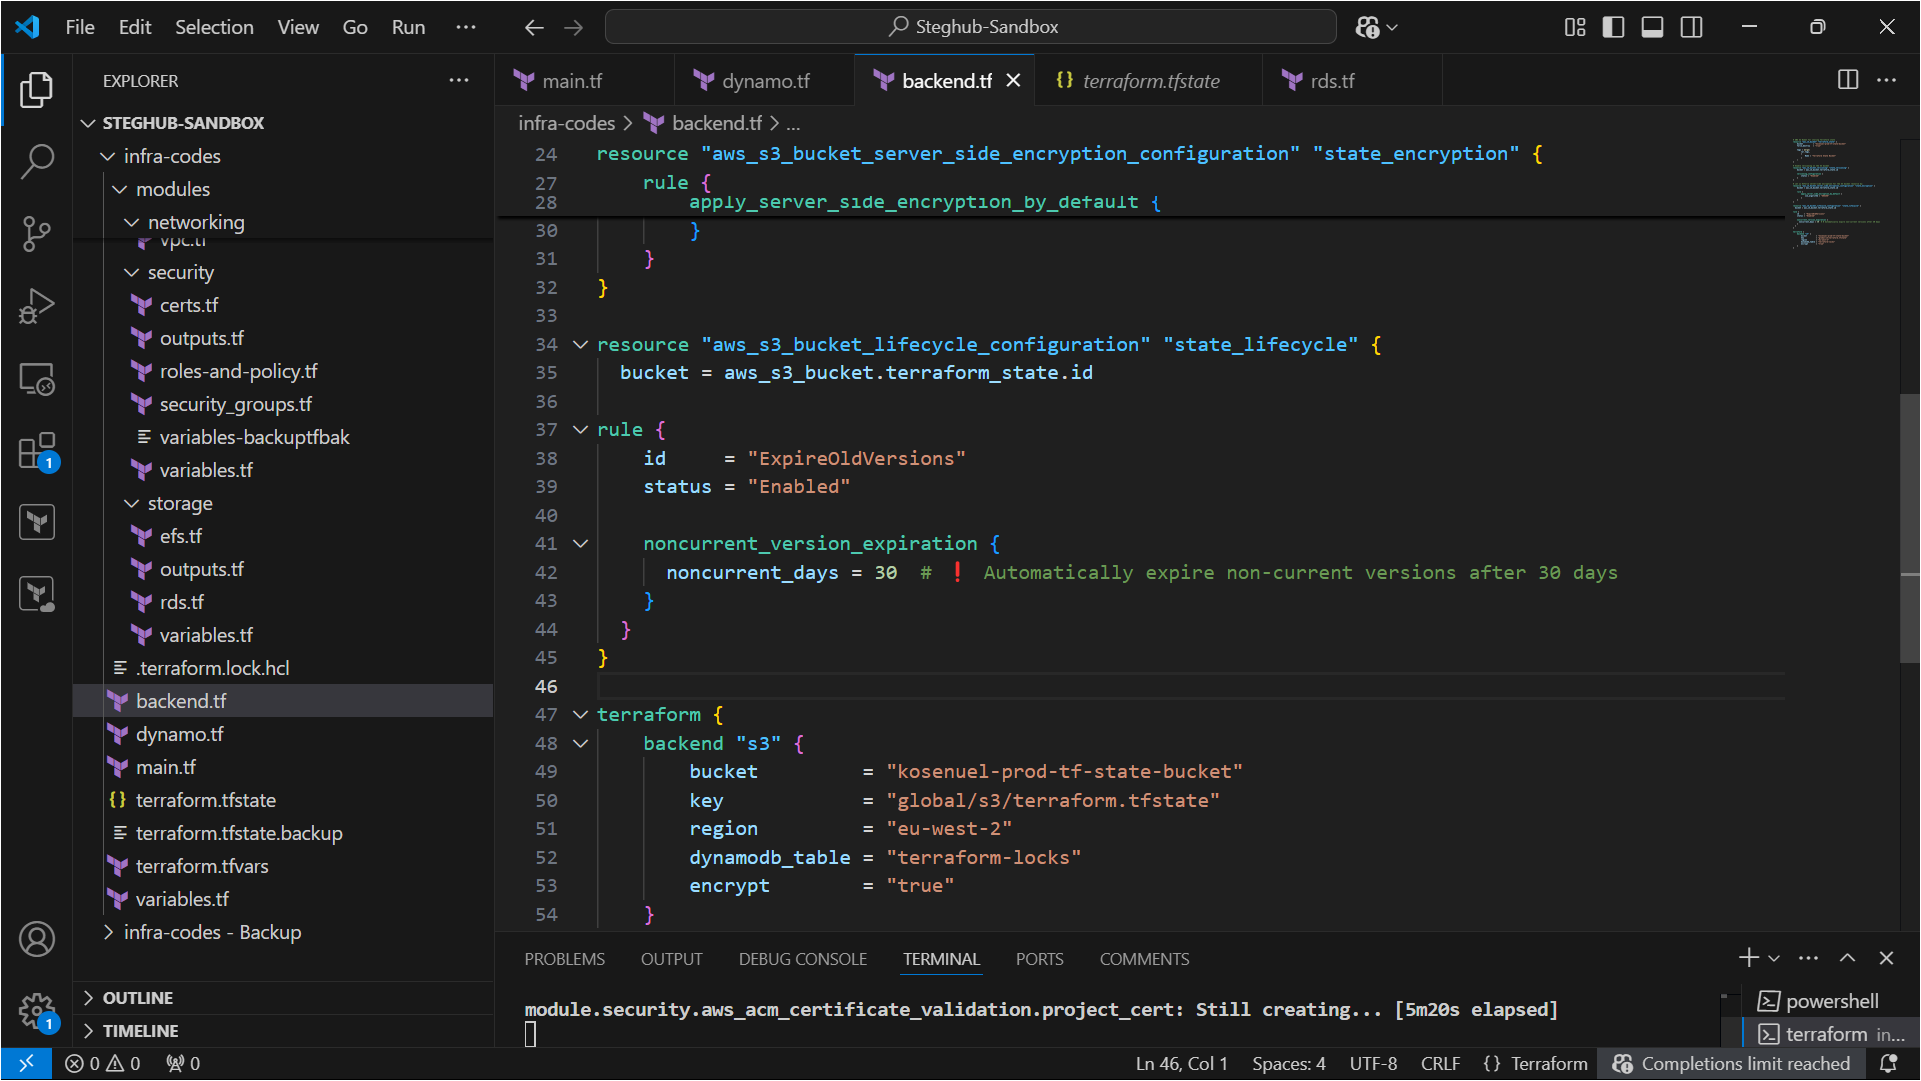 File Edit Selection View Go Run ···
Steghub-Sandbox
EXPLORER ···
STEGHUB-SANDBOX
infra-codes
modules
networking
vpc.tf
security
certs.tf
outputs.tf
roles-and-policy.tf
security_groups.tf
variables-backuptfbak
variables.tf
storage
efs.tf
outputs.tf
rds.tf
variables.tf
.terraform.lock.hcl
backend.tf
dynamo.tf
main.tf
{} terraform.tfstate
terraform.tfstate.backup
terraform.tfvars
variables.tf
infra-codes - Backup
OUTLINE
TIMELINE
1
1
main.tf dynamo.tf backend.tf {} terraform.tfstate rds.tf
infra-codes > backend.tf > ...
24 resource "aws_s3_bucket_server_side_encryption_configuration" "state_encryption" {
27 rule {
28 apply_server_side_encryption_by_default {
30 }
31 }
32 }
33
34 resource "aws_s3_bucket_lifecycle_configuration" "state_lifecycle" {
35 bucket = aws_s3_bucket.terraform_state.id
36
37 rule {
38 id = "ExpireOldVersions"
39 status = "Enabled"
40
41 noncurrent_version_expiration {
42 noncurrent_days = 30 # ❗ Automatically expire non-current versions after 30 days
43 }
44 }
45 }
46
47 terraform {
48 backend "s3" {
49 bucket = "kosenuel-prod-tf-state-bucket"
50 key = "global/s3/terraform.tfstate"
51 region = "eu-west-2"
52 dynamodb_table = "terraform-locks"
53 encrypt = "true"
54 }
PROBLEMS OUTPUT DEBUG CONSOLE TERMINAL PORTS COMMENTS
module.security.aws_acm_certificate_validation.project_cert: Still creating... [5m20s elapsed]
powershell
terraform in...
0 0 0
Ln 46, Col 1 Spaces: 4 UTF-8 CRLF {} Terraform Completions limit reached